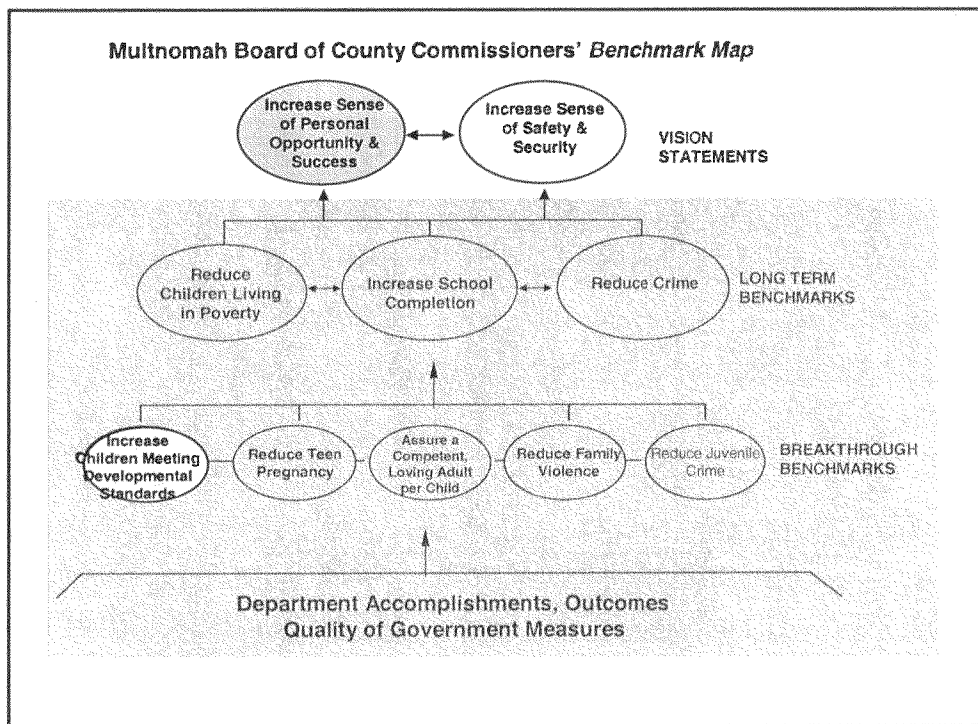 Multnomah Board of County Commissioners' Benchmark Map
Increase Sense
of Personal
Opportunity &
Success
Increase Sense
of Safety &
Security
VISION
STATEMENTS
Reduce
Children Living
in Poverty
Increase School
Completion
Reduce Crime
LONG TERM
BENCHMARKS
Increase
Children Meeting
Developmental
Standards
Reduce Teen
Pregnancy
Assure a
Competent,
Loving Adult
per Child
Reduce Family
Violence
Reduce Juvenile
Crime
BREAKTHROUGH
BENCHMARKS
Department Accomplishments, Outcomes
Quality of Government Measures